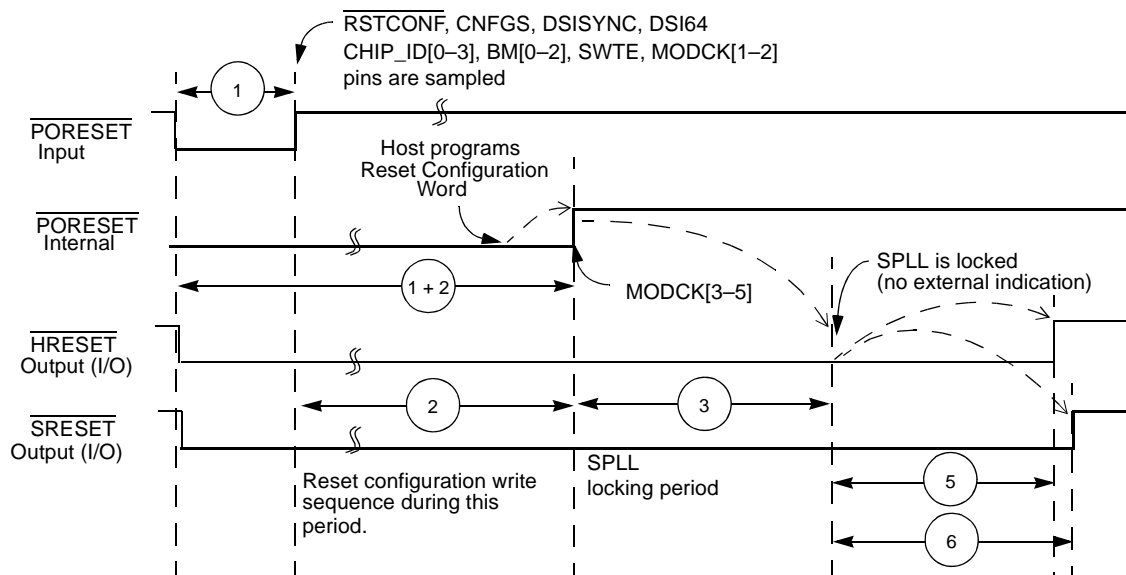 RSTCONF, CNFGS, DSISYNC, DSI64
CHIP_ID[0–3], BM[0–2], SWTE, MODCK[1–2]
pins are sampled
1
PORESET
Input
Host programs
Reset Configuration
Word
PORESET
Internal
1 + 2
MODCK[3–5]
SPLL is locked
(no external indication)
HRESET
Output (I/O)
2
3
SRESET
Output (I/O)
Reset configuration write
sequence during this
period.
SPLL
locking period
5
6